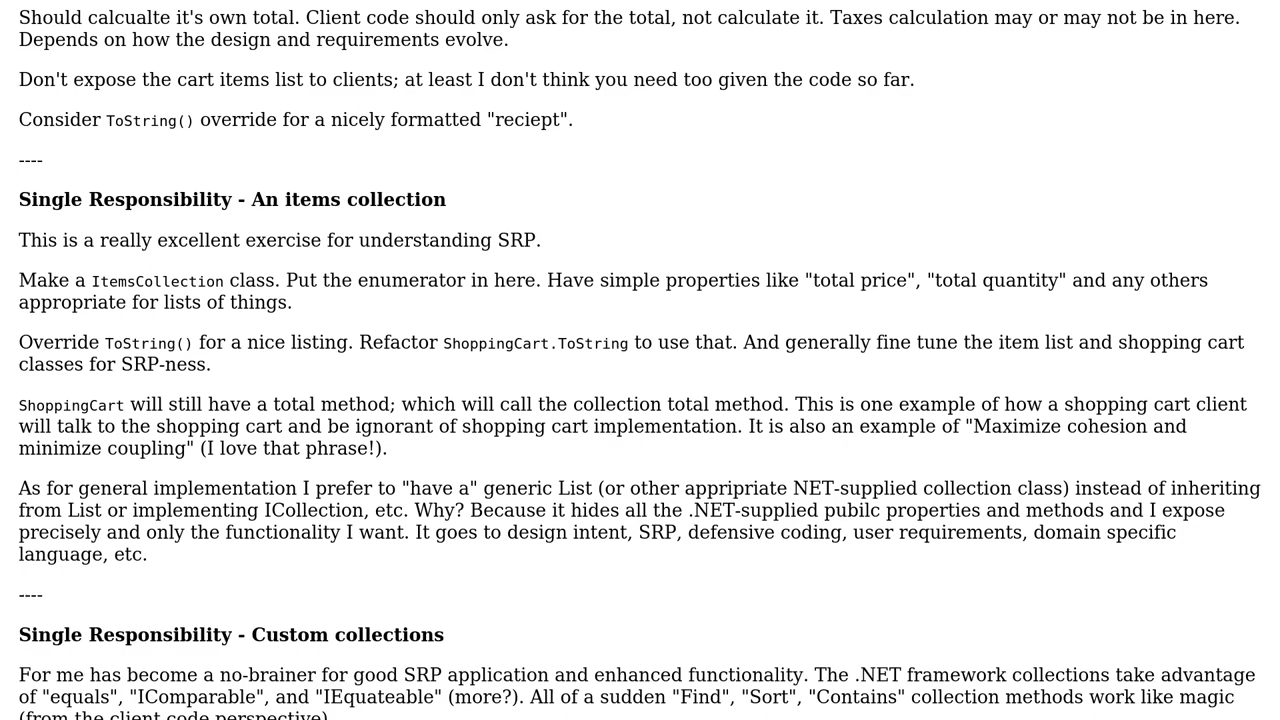 Should calcualte it's own total. Client code should only ask for the total, not calculate it. Taxes calculation may or may not be in here.
Depends on how the design and requirements evolve.
Don't expose the cart items list to clients; at least I don't think you need too given the code so far.
Consider ToString() override for a nicely formatted "reciept".
----
Single Responsibility - An items collection
This is a really excellent exercise for understanding SRP.
Make a ItemsCollection class. Put the enumerator in here. Have simple properties like "total price", "total quantity" and any others
appropriate for lists of things.
Override ToString() for a nice listing. Refactor ShoppingCart.ToString to use that. And generally fine tune the item list and shopping cart
classes for SRP-ness.
ShoppingCart will still have a total method; which will call the collection total method. This is one example of how a shopping cart client
will talk to the shopping cart and be ignorant of shopping cart implementation. It is also an example of "Maximize cohesion and
minimize coupling" (I love that phrase!).
As for general implementation I prefer to "have a" generic List (or other appripriate NET-supplied collection class) instead of inheriting
from List or implementing ICollection, etc. Why? Because it hides all the .NET-supplied pubilc properties and methods and I expose
precisely and only the functionality I want. It goes to design intent, SRP, defensive coding, user requirements, domain specific
language, etc.
----
Single Responsibility - Custom collections
For me has become a no-brainer for good SRP application and enhanced functionality. The .NET framework collections take advantage
of "equals", "IComparable", and "IEquateable" (more?). All of a sudden "Find", "Sort", "Contains" collection methods work like magic
(from the client code perspective)